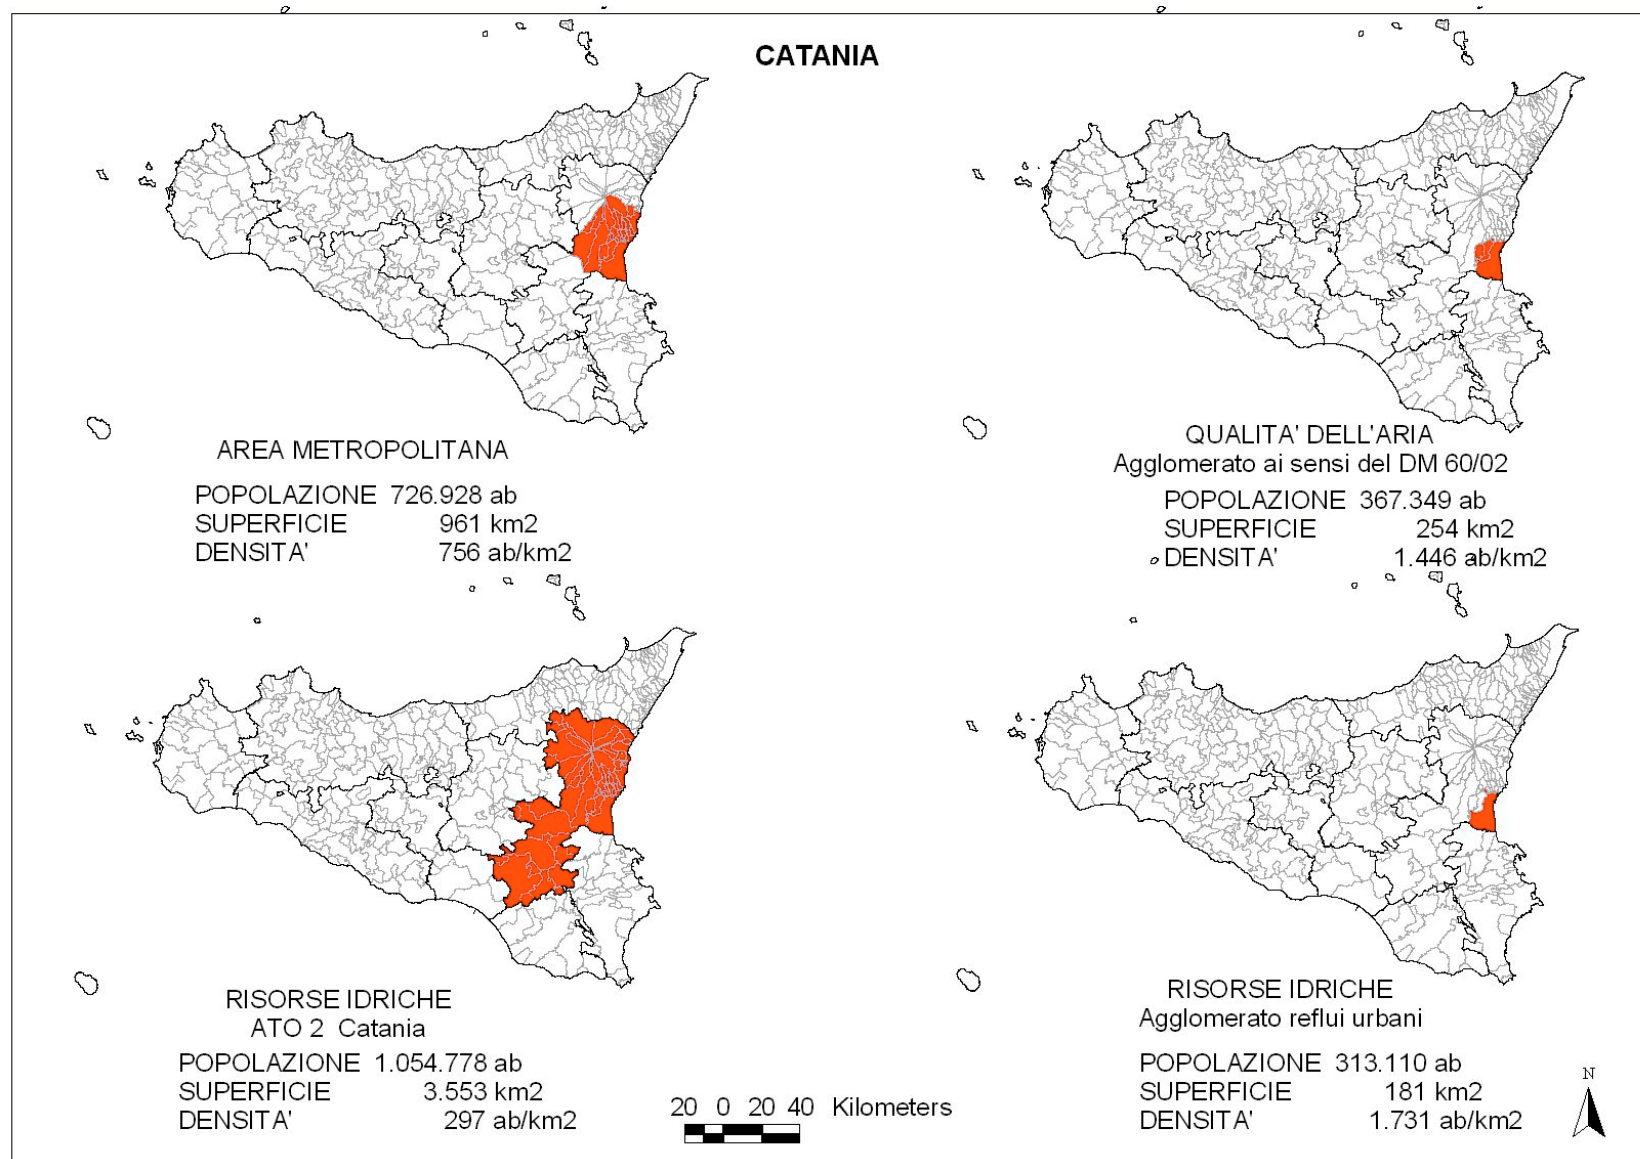 CATANIA
AREA METROPOLITANA
POPOLAZIONE 726.928 ab
SUPERFICIE 961 km2
DENSITA' 756 ab/km2
QUALITA' DELL'ARIA
Agglomerato ai sensi del DM 60/02
POPOLAZIONE 367.349 ab
SUPERFICIE 254 km2
DENSITA' 1.446 ab/km2
RISORSE IDRICHE
ATO 2 Catania
POPOLAZIONE 1.054.778 ab
SUPERFICIE 3.553 km2
DENSITA' 297 ab/km2
RISORSE IDRICHE
Agglomerato reflui urbani
POPOLAZIONE 313.110 ab
SUPERFICIE 181 km2
DENSITA' 1.731 ab/km2
20 0 20 40 Kilometers
N